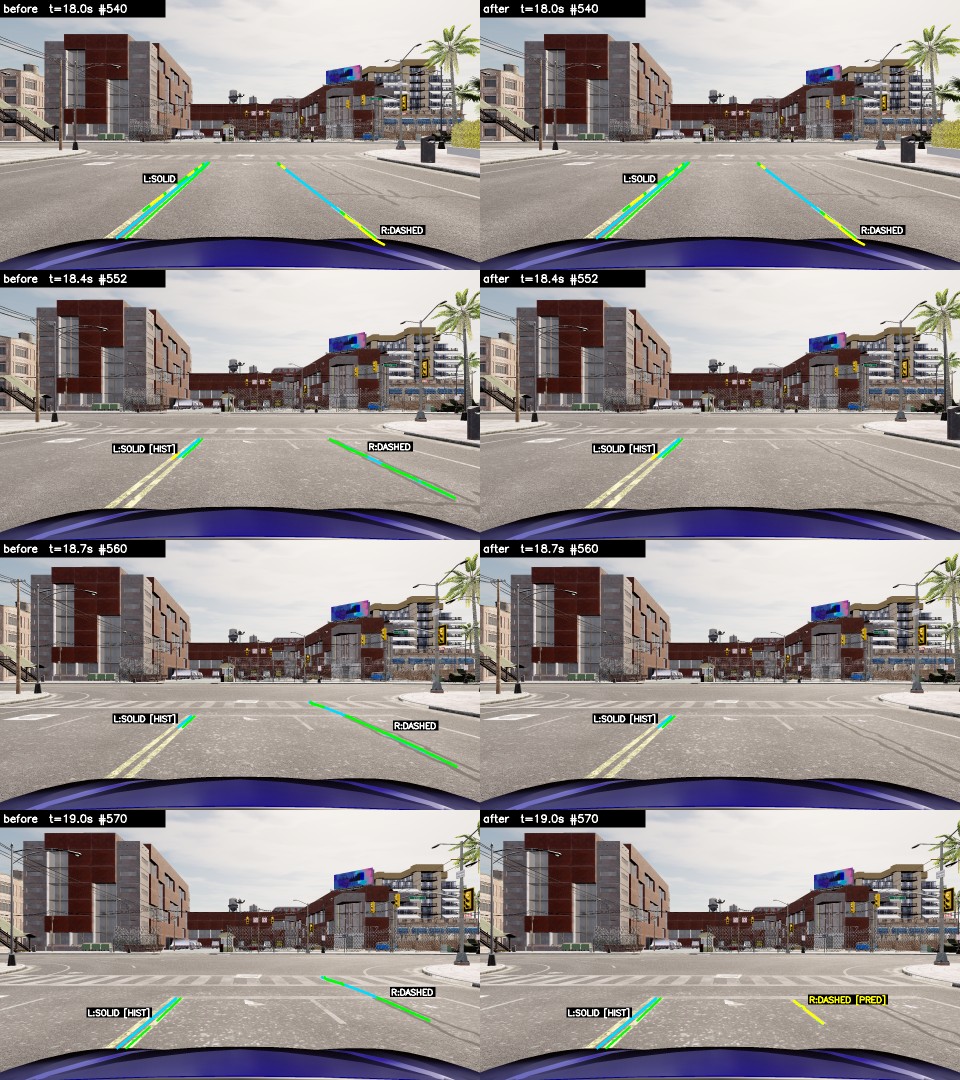 before t=18.0s #540
after t=18.0s #540
L:SOLID
R:DASHED
L:SOLID
R:DASHED
before t=18.4s #552
after t=18.4s #552
L:SOLID [HIST]
R:DASHED
L:SOLID [HIST]
before t=18.7s #560
after t=18.7s #560
L:SOLID [HIST]
R:DASHED
L:SOLID [HIST]
before t=19.0s #570
after t=19.0s #570
L:SOLID [HIST]
R:DASHED
L:SOLID [HIST]
R:DASHED [PRED]